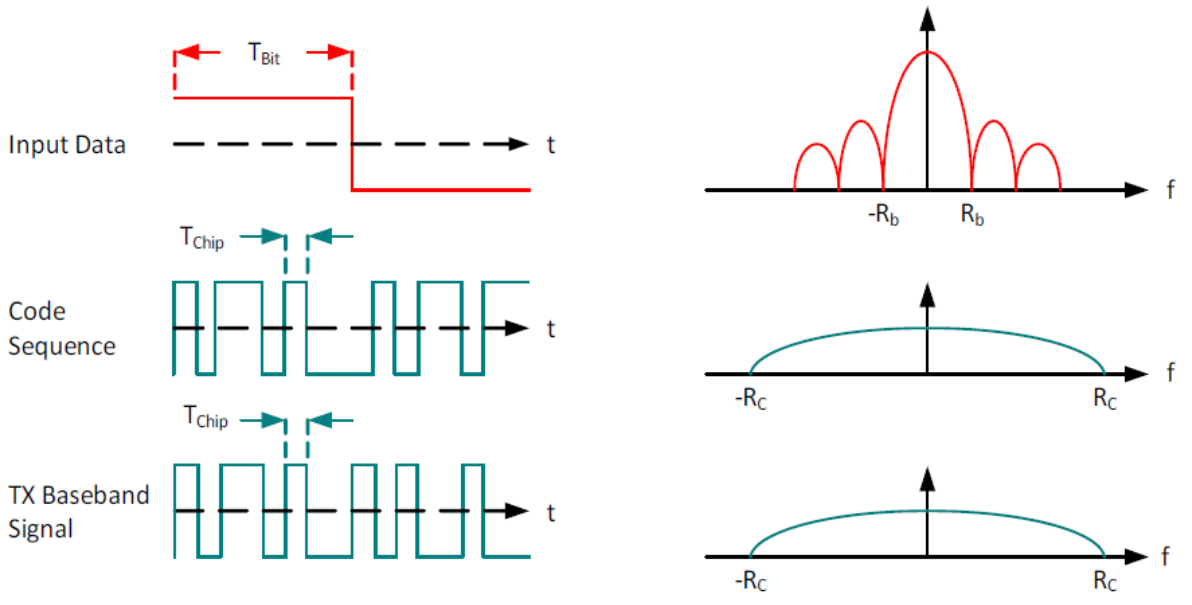 T_Bit
Input Data
t
-R_b
R_b
f
T_Chip
Code
Sequence
t
-R_C
R_C
f
T_Chip
TX Baseband
Signal
t
-R_C
R_C
f